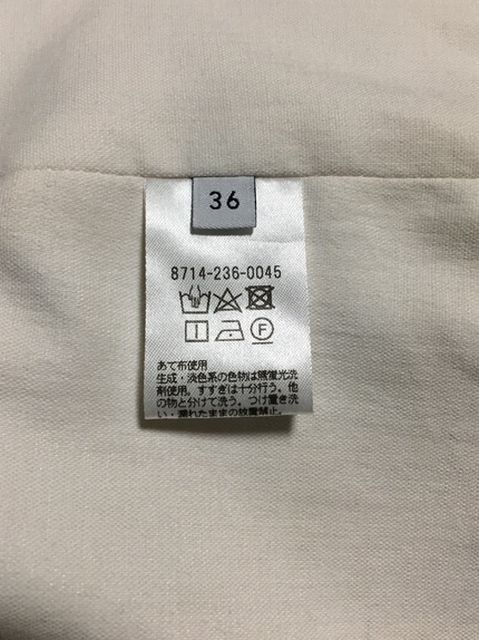 36
8714-236-0045
F
あて布使用
生成・淡色系の色物は無蛍光洗
剤使用。すすぎは十分行う。他
の物と分けて洗う。つけ置き洗
い・濡れたままの放置禁止。